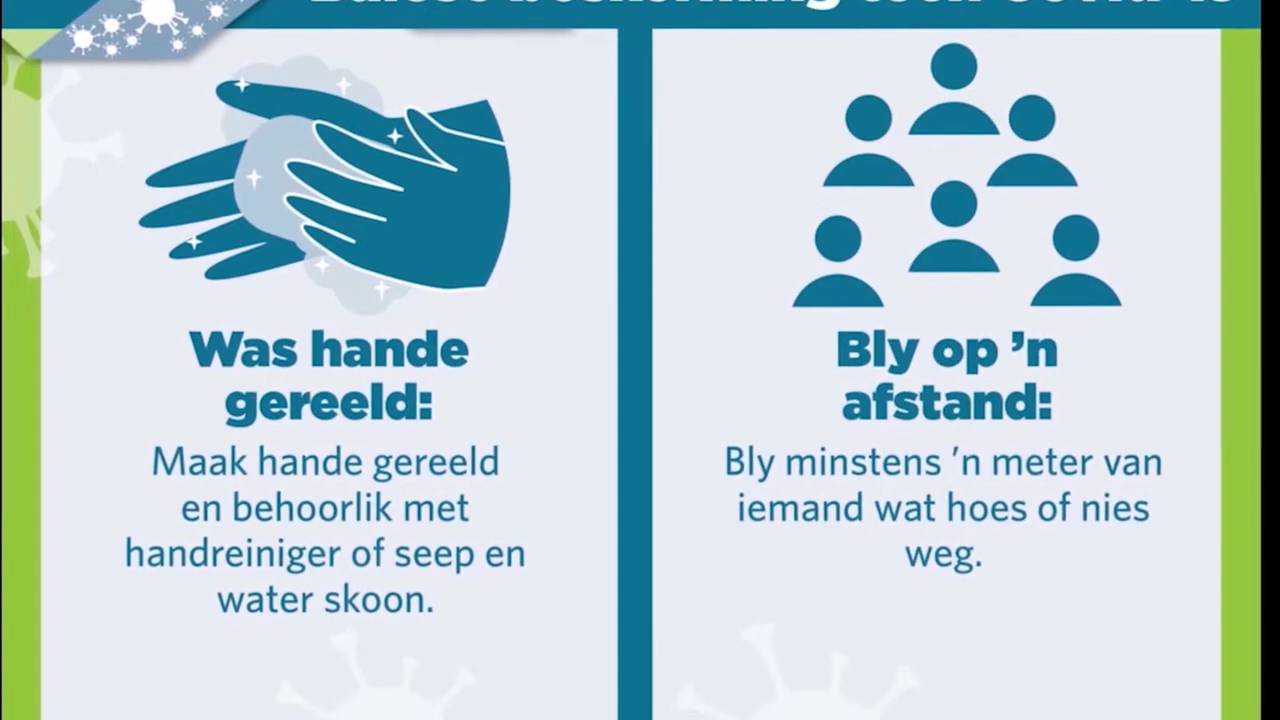 Was hande
gereeld:
Maak hande gereeld
en behoorlik met
handreiniger of seep en
water skoon.
Bly op ’n
afstand:
Bly minstens ’n meter van
iemand wat hoes of nies
weg.